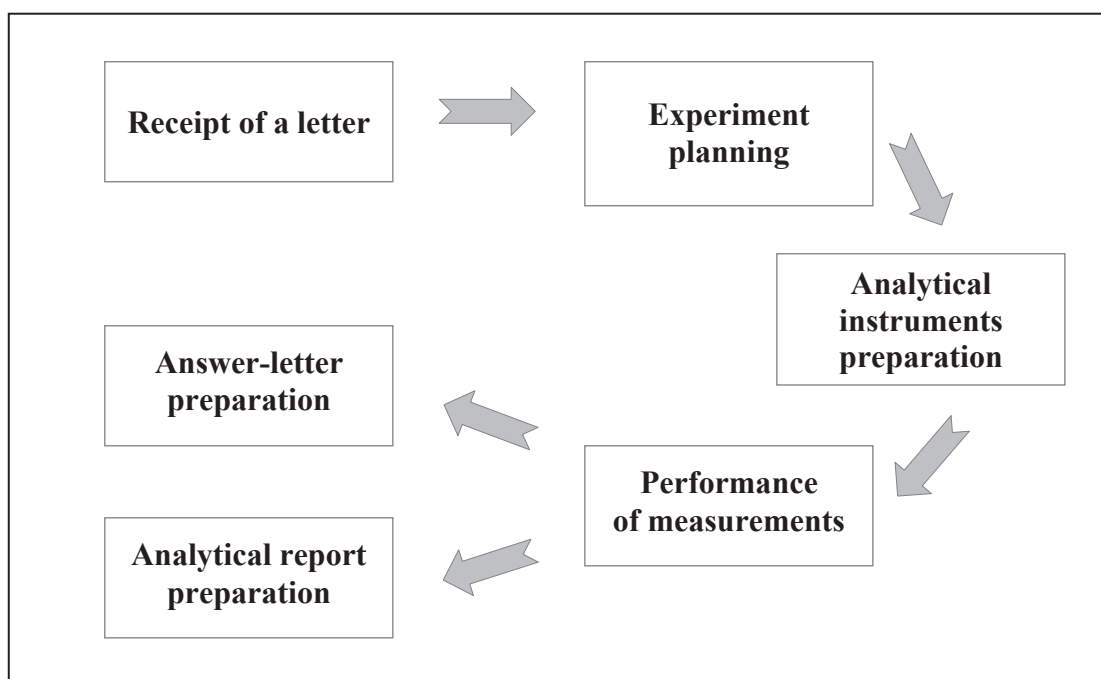 Receipt of a letter
Experiment
planning
Analytical
instruments
preparation
Performance
of measurements
Answer-letter
preparation
Analytical report
preparation